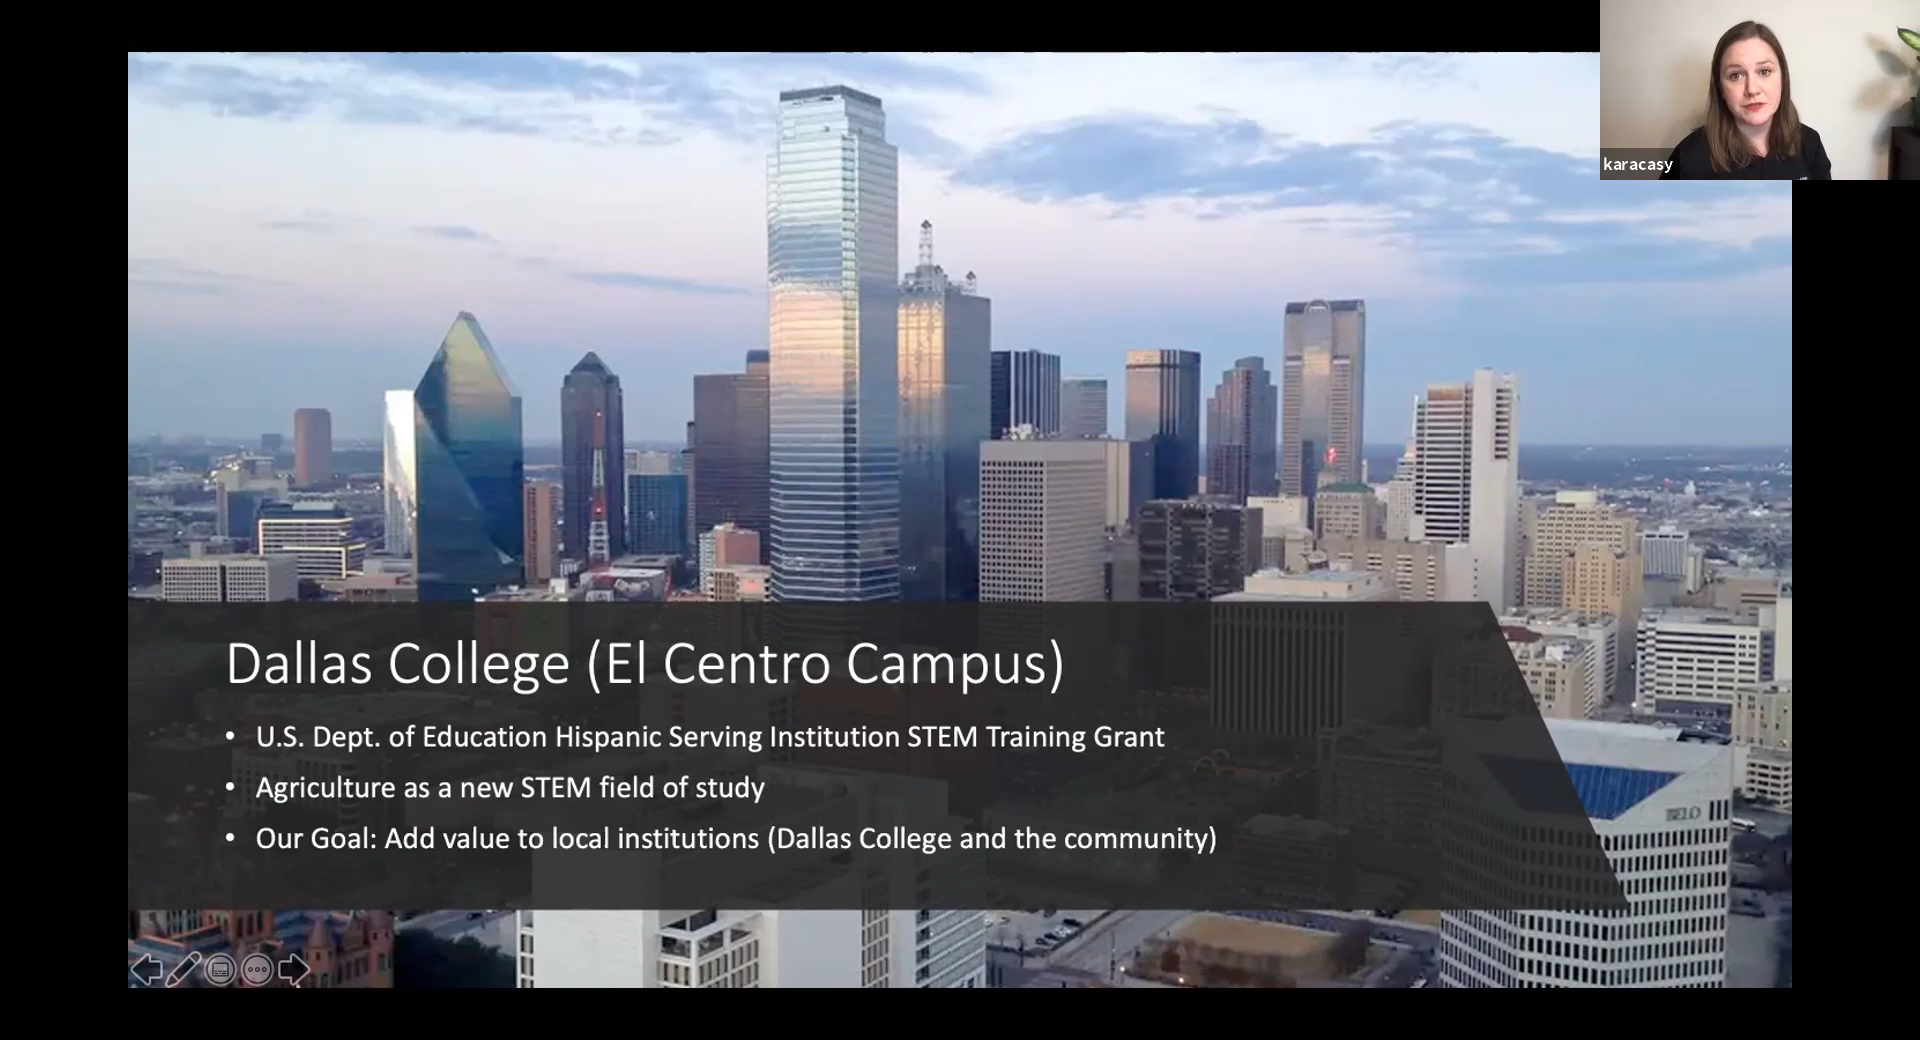 karacasy
Dallas College (El Centro Campus)
• U.S. Dept. of Education Hispanic Serving Institution STEM Training Grant
• Agriculture as a new STEM field of study
• Our Goal: Add value to local institutions (Dallas College and the community)
BELO